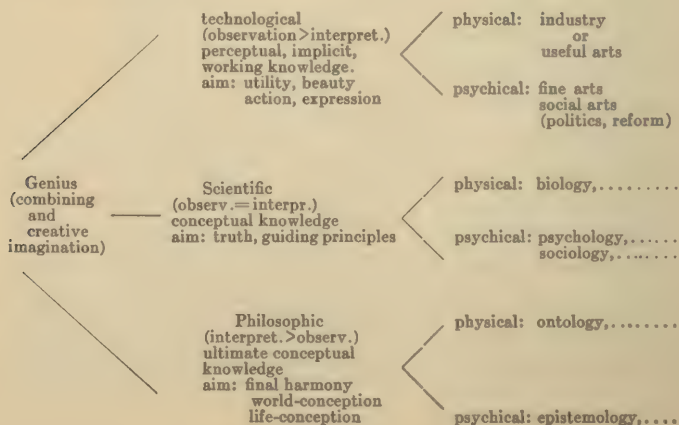 technological
(observation>interpret.)
perceptual, implicit,
working knowledge.
aim: utility, beauty
action, expression
physical: industry
or
useful arts
psychical: fine arts
social arts
(politics, reform)
Genius
(combining
and
creative
imagination)
Scientific
(observ.=interpr.)
conceptual knowledge
aim: truth, guiding principles
physical: biology,......
psychical: psychology,......
sociology,.......
Philosophic
(interpret.>observ.)
ultimate conceptual
knowledge
aim: final harmony
world-conception
life-conception
physical: ontology,......
psychical: epistemology,....